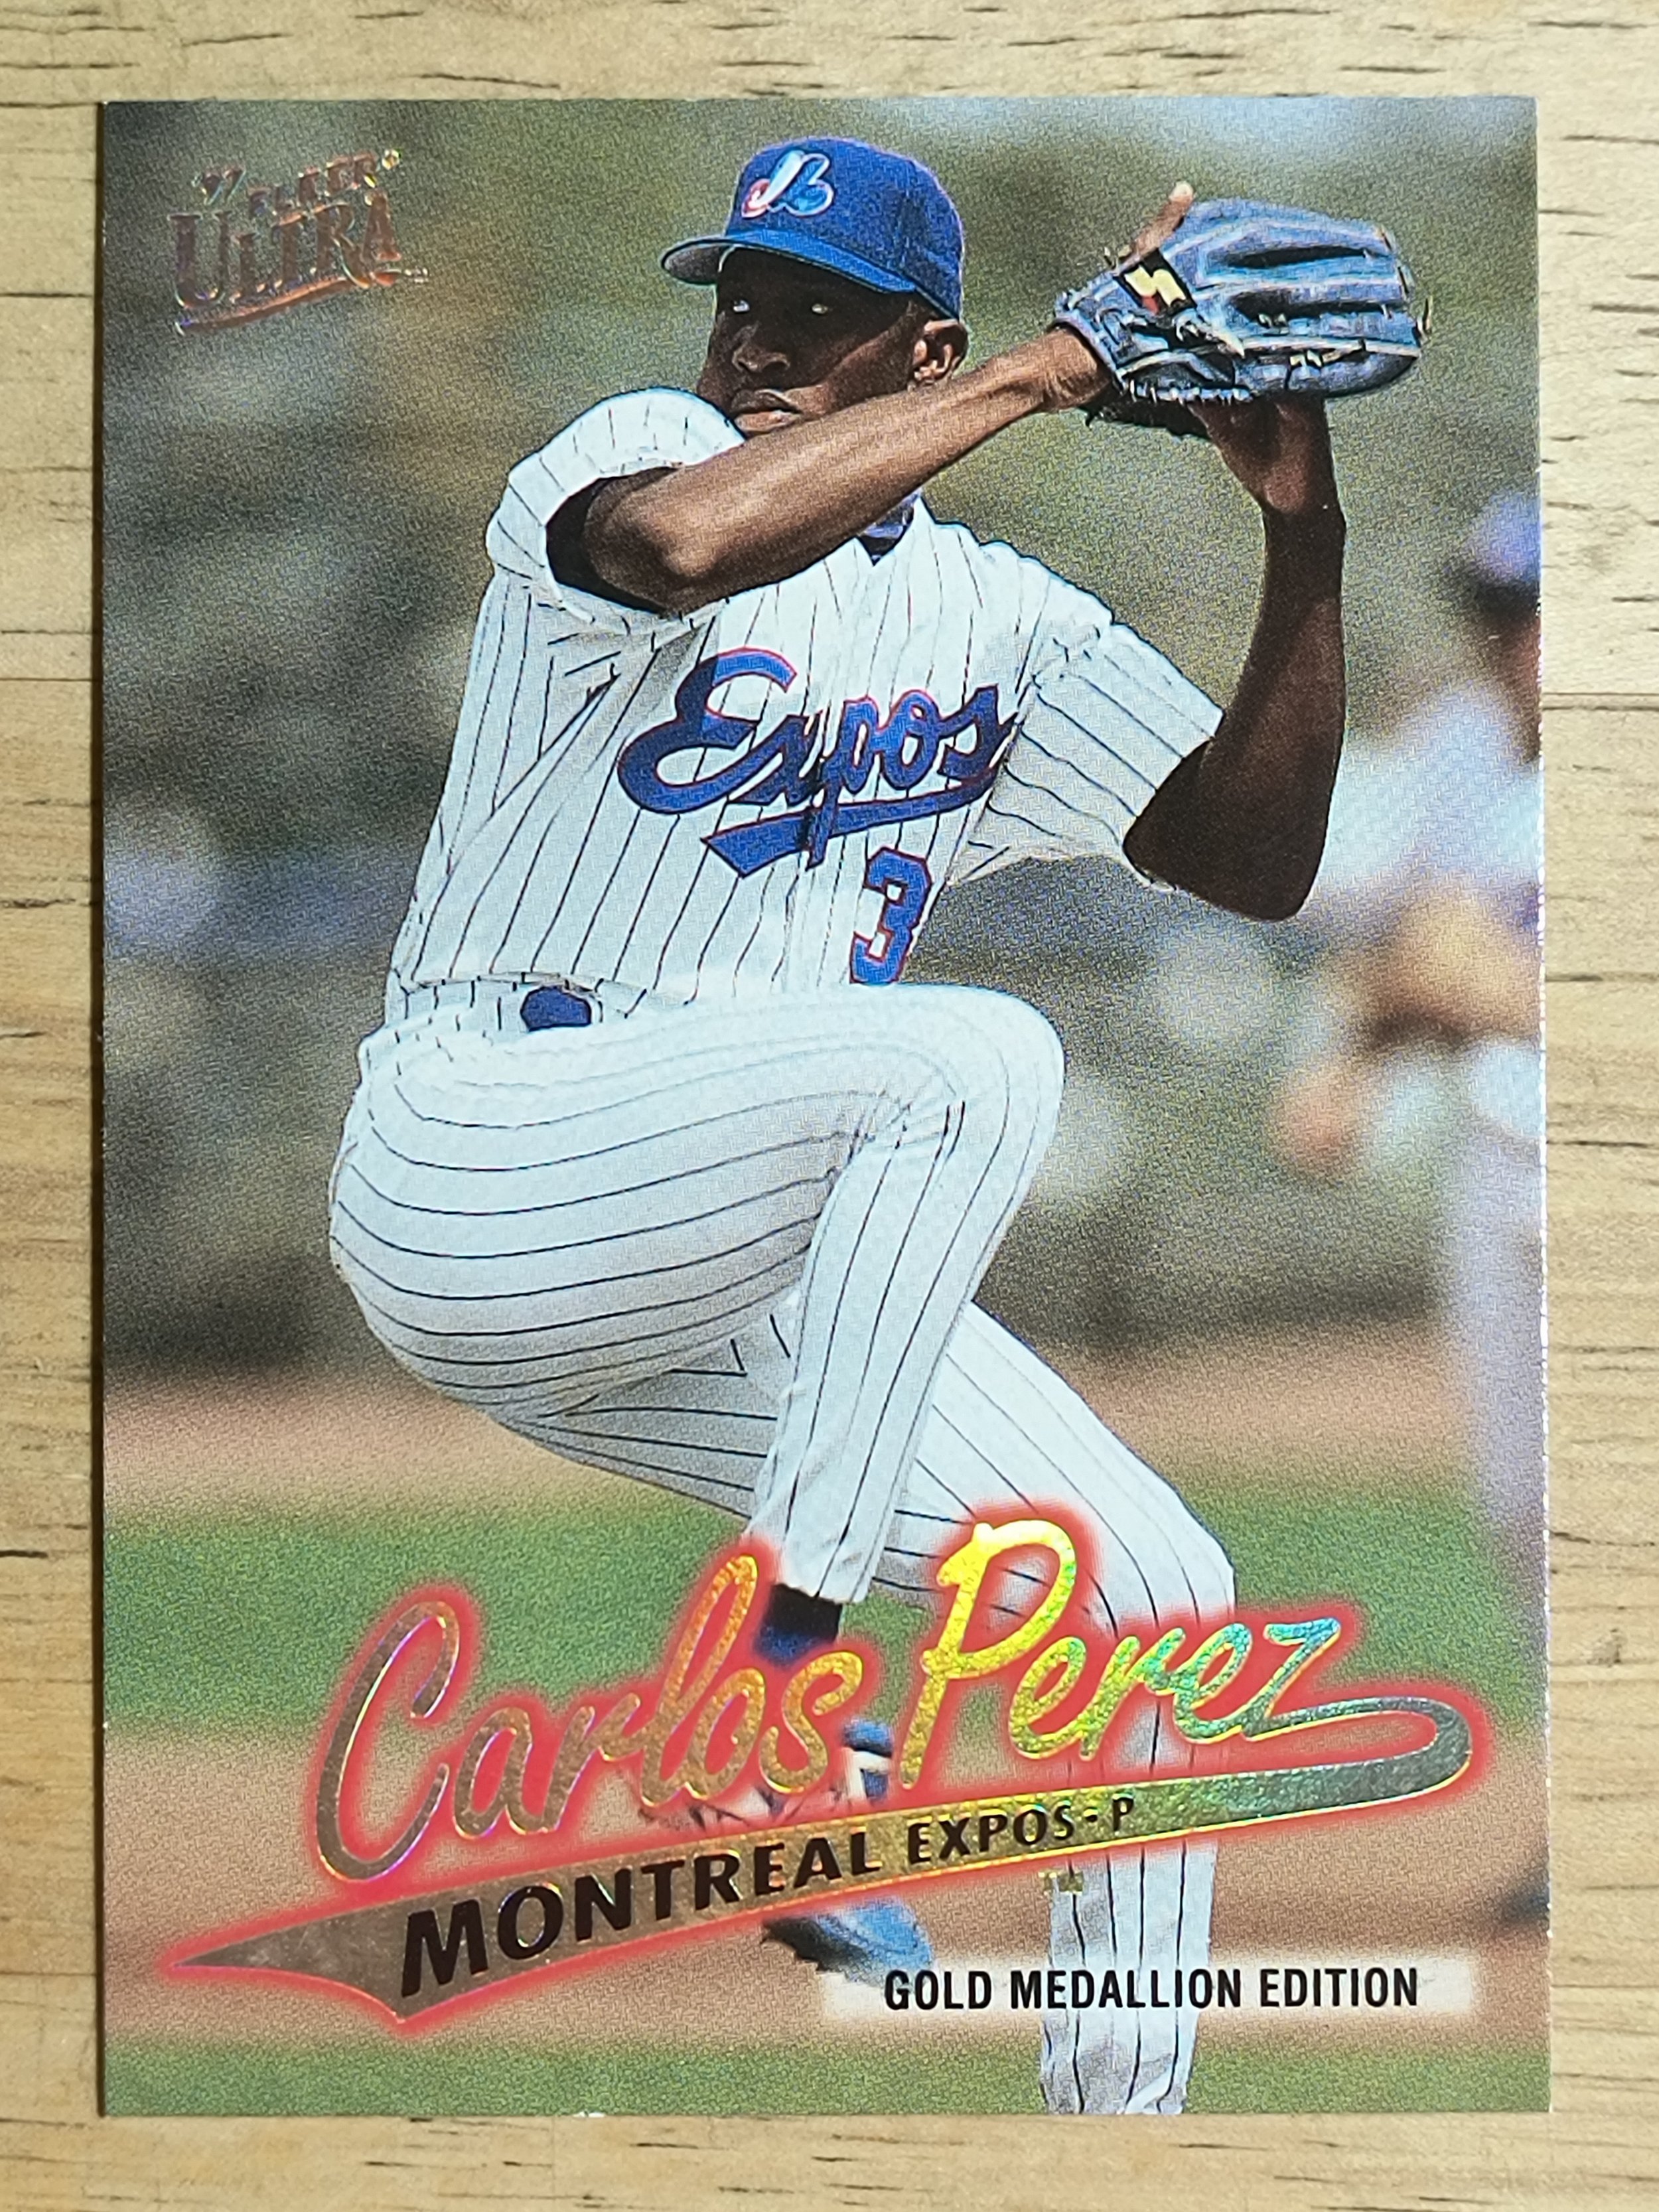 '97 FLEER
ULTRA
Expos
3
Carlos Perez
MONTREAL EXPOS - P
GOLD MEDALLION EDITION